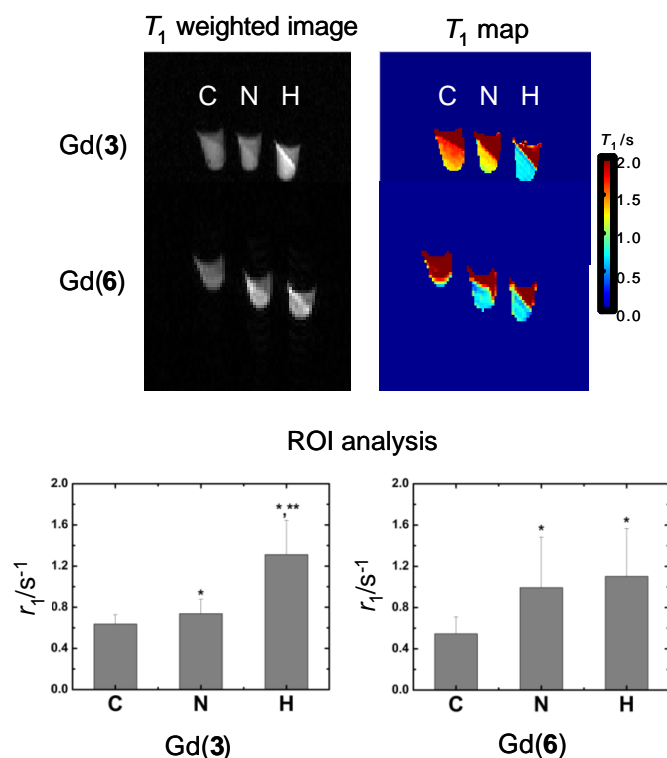 T₁ weighted image
T₁ map
C N H
C N H
Gd(3)
T₁/s
2.0
1.5
1.0
0.5
0.0
Gd(6)
ROI analysis
2.0
1.6
1.2
0.8
0.4
0.0
r₁/s⁻¹
*
*,**
C N H
Gd(3)
2.0
1.6
1.2
0.8
0.4
0.0
r₁/s⁻¹
*
*
C N H
Gd(6)